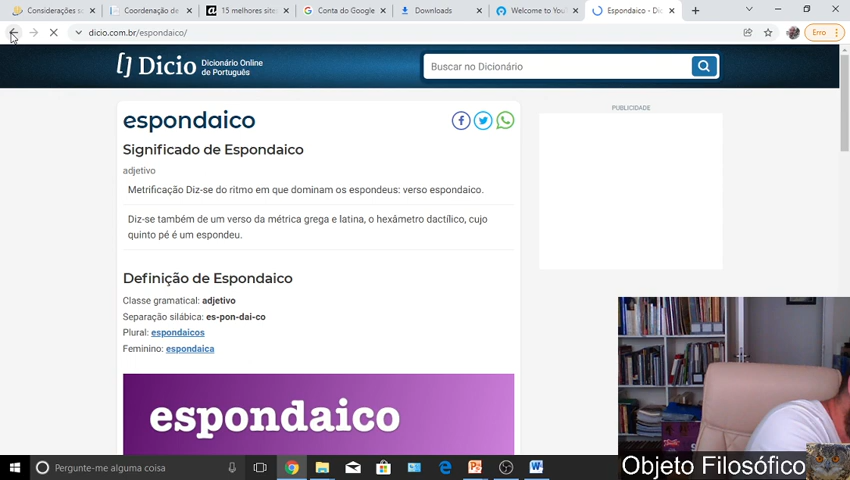 Considerações so
Coordenação de
15 melhores site
Conta do Google
Downloads
Welcome to You
Espondaico - Dic
dicio.com.br/espondaico/
Erro
Dicio
Dicionário Online
de Português
Buscar no Dicionário
espondaico
Significado de Espondaico
adjetivo
Metrificação Diz-se do ritmo em que dominam os espondeus: verso espondaico.
Diz-se também de um verso da métrica grega e latina, o hexâmetro dactílico, cujo
quinto pé é um espondeu.
Definição de Espondaico
Classe gramatical: adjetivo
Separação silábica: es-pon-dai-co
Plural: espondaicos
Feminino: espondaica
espondaico
PUBLICIDADE
Pergunte-me alguma coisa
Objeto Filosófico